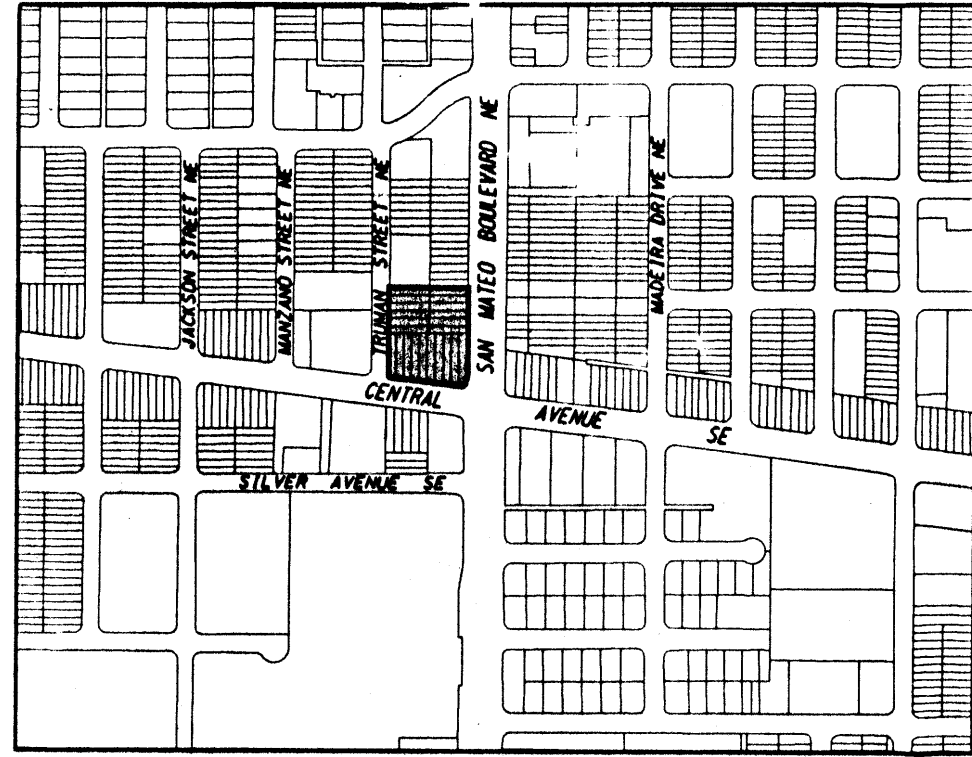 JACKSON STREET NE
MANZANO STREET NE
TRUMAN STREET NE
SAN MATEO BOULEVARD NE
MADEIRA DRIVE NE
CENTRAL AVENUE SE
SILVER AVENUE SE